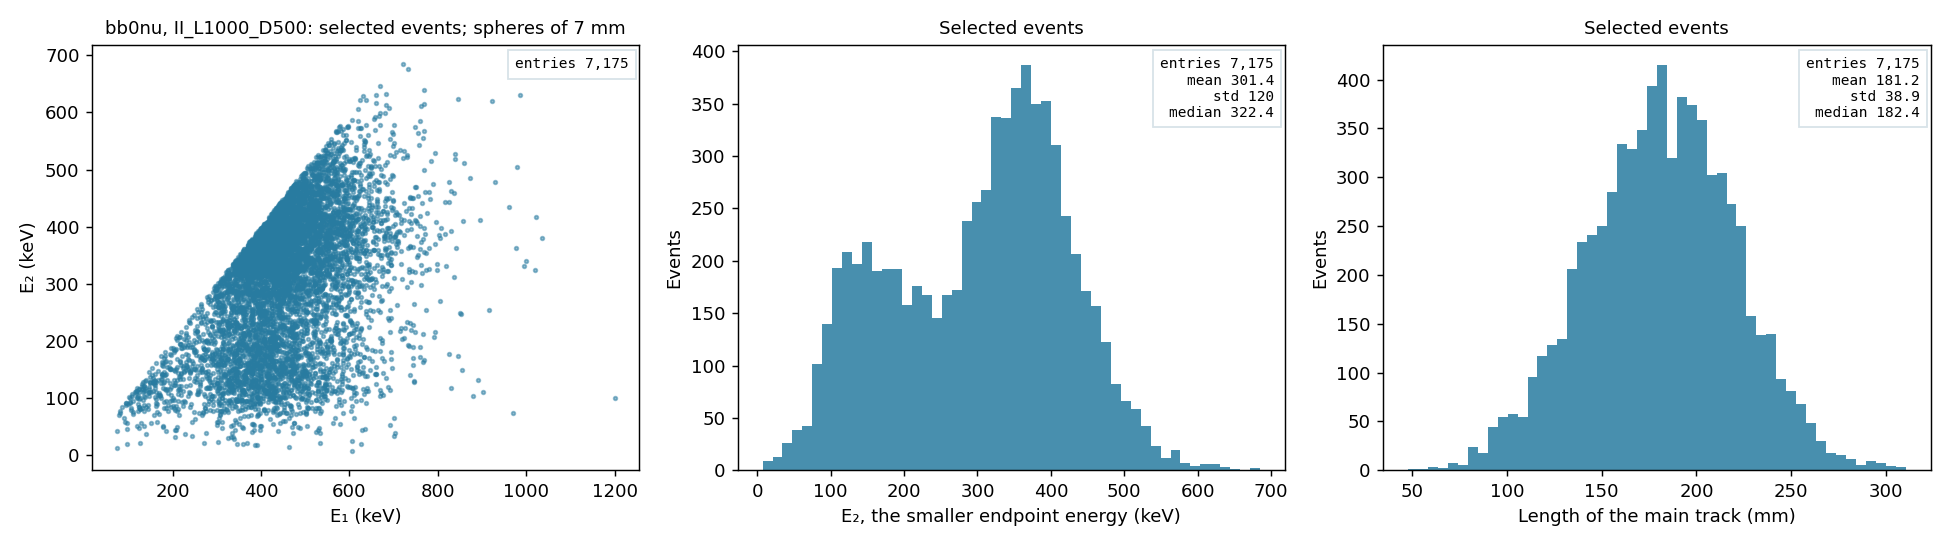 bb0nu, II_L1000_D500: selected events; spheres of 7 mm
entries 7,175
700
600
500
400
300
200
100
0
E₂ (keV)
200 400 600 800 1000 1200
E₁ (keV)
Selected events
entries 7,175
mean 301.4
std 120
median 322.4
400
350
300
250
200
150
100
50
0
Events
0 100 200 300 400 500 600 700
E₂, the smaller endpoint energy (keV)
Selected events
entries 7,175
mean 181.2
std 38.9
median 182.4
400
350
300
250
200
150
100
50
0
Events
50 100 150 200 250 300
Length of the main track (mm)